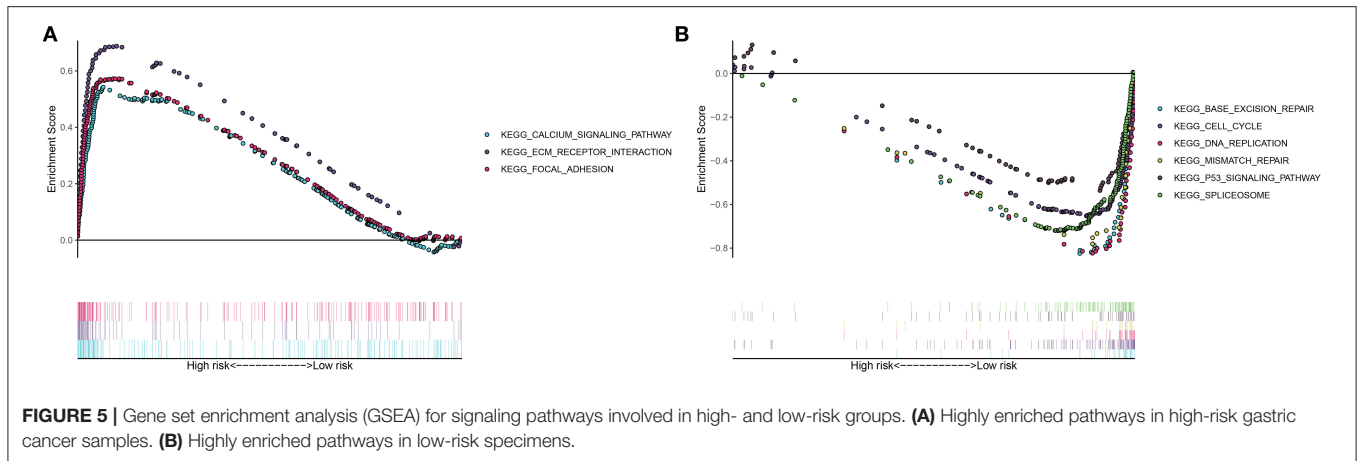 A
Enrichment Score
0.6
0.4
0.2
0.0
KEGG_CALCIUM_SIGNALING_PATHWAY
KEGG_ECM_RECEPTOR_INTERACTION
KEGG_FOCAL_ADHESION
High risk<----------->Low risk
B
Enrichment Score
0.0
−0.2
−0.4
−0.6
−0.8
KEGG_BASE_EXCISION_REPAIR
KEGG_CELL_CYCLE
KEGG_DNA_REPLICATION
KEGG_MISMATCH_REPAIR
KEGG_P53_SIGNALING_PATHWAY
KEGG_SPLICEOSOME
High risk<----------->Low risk
FIGURE 5 | Gene set enrichment analysis (GSEA) for signaling pathways involved in high- and low-risk groups. (A) Highly enriched pathways in high-risk gastric
cancer samples. (B) Highly enriched pathways in low-risk specimens.